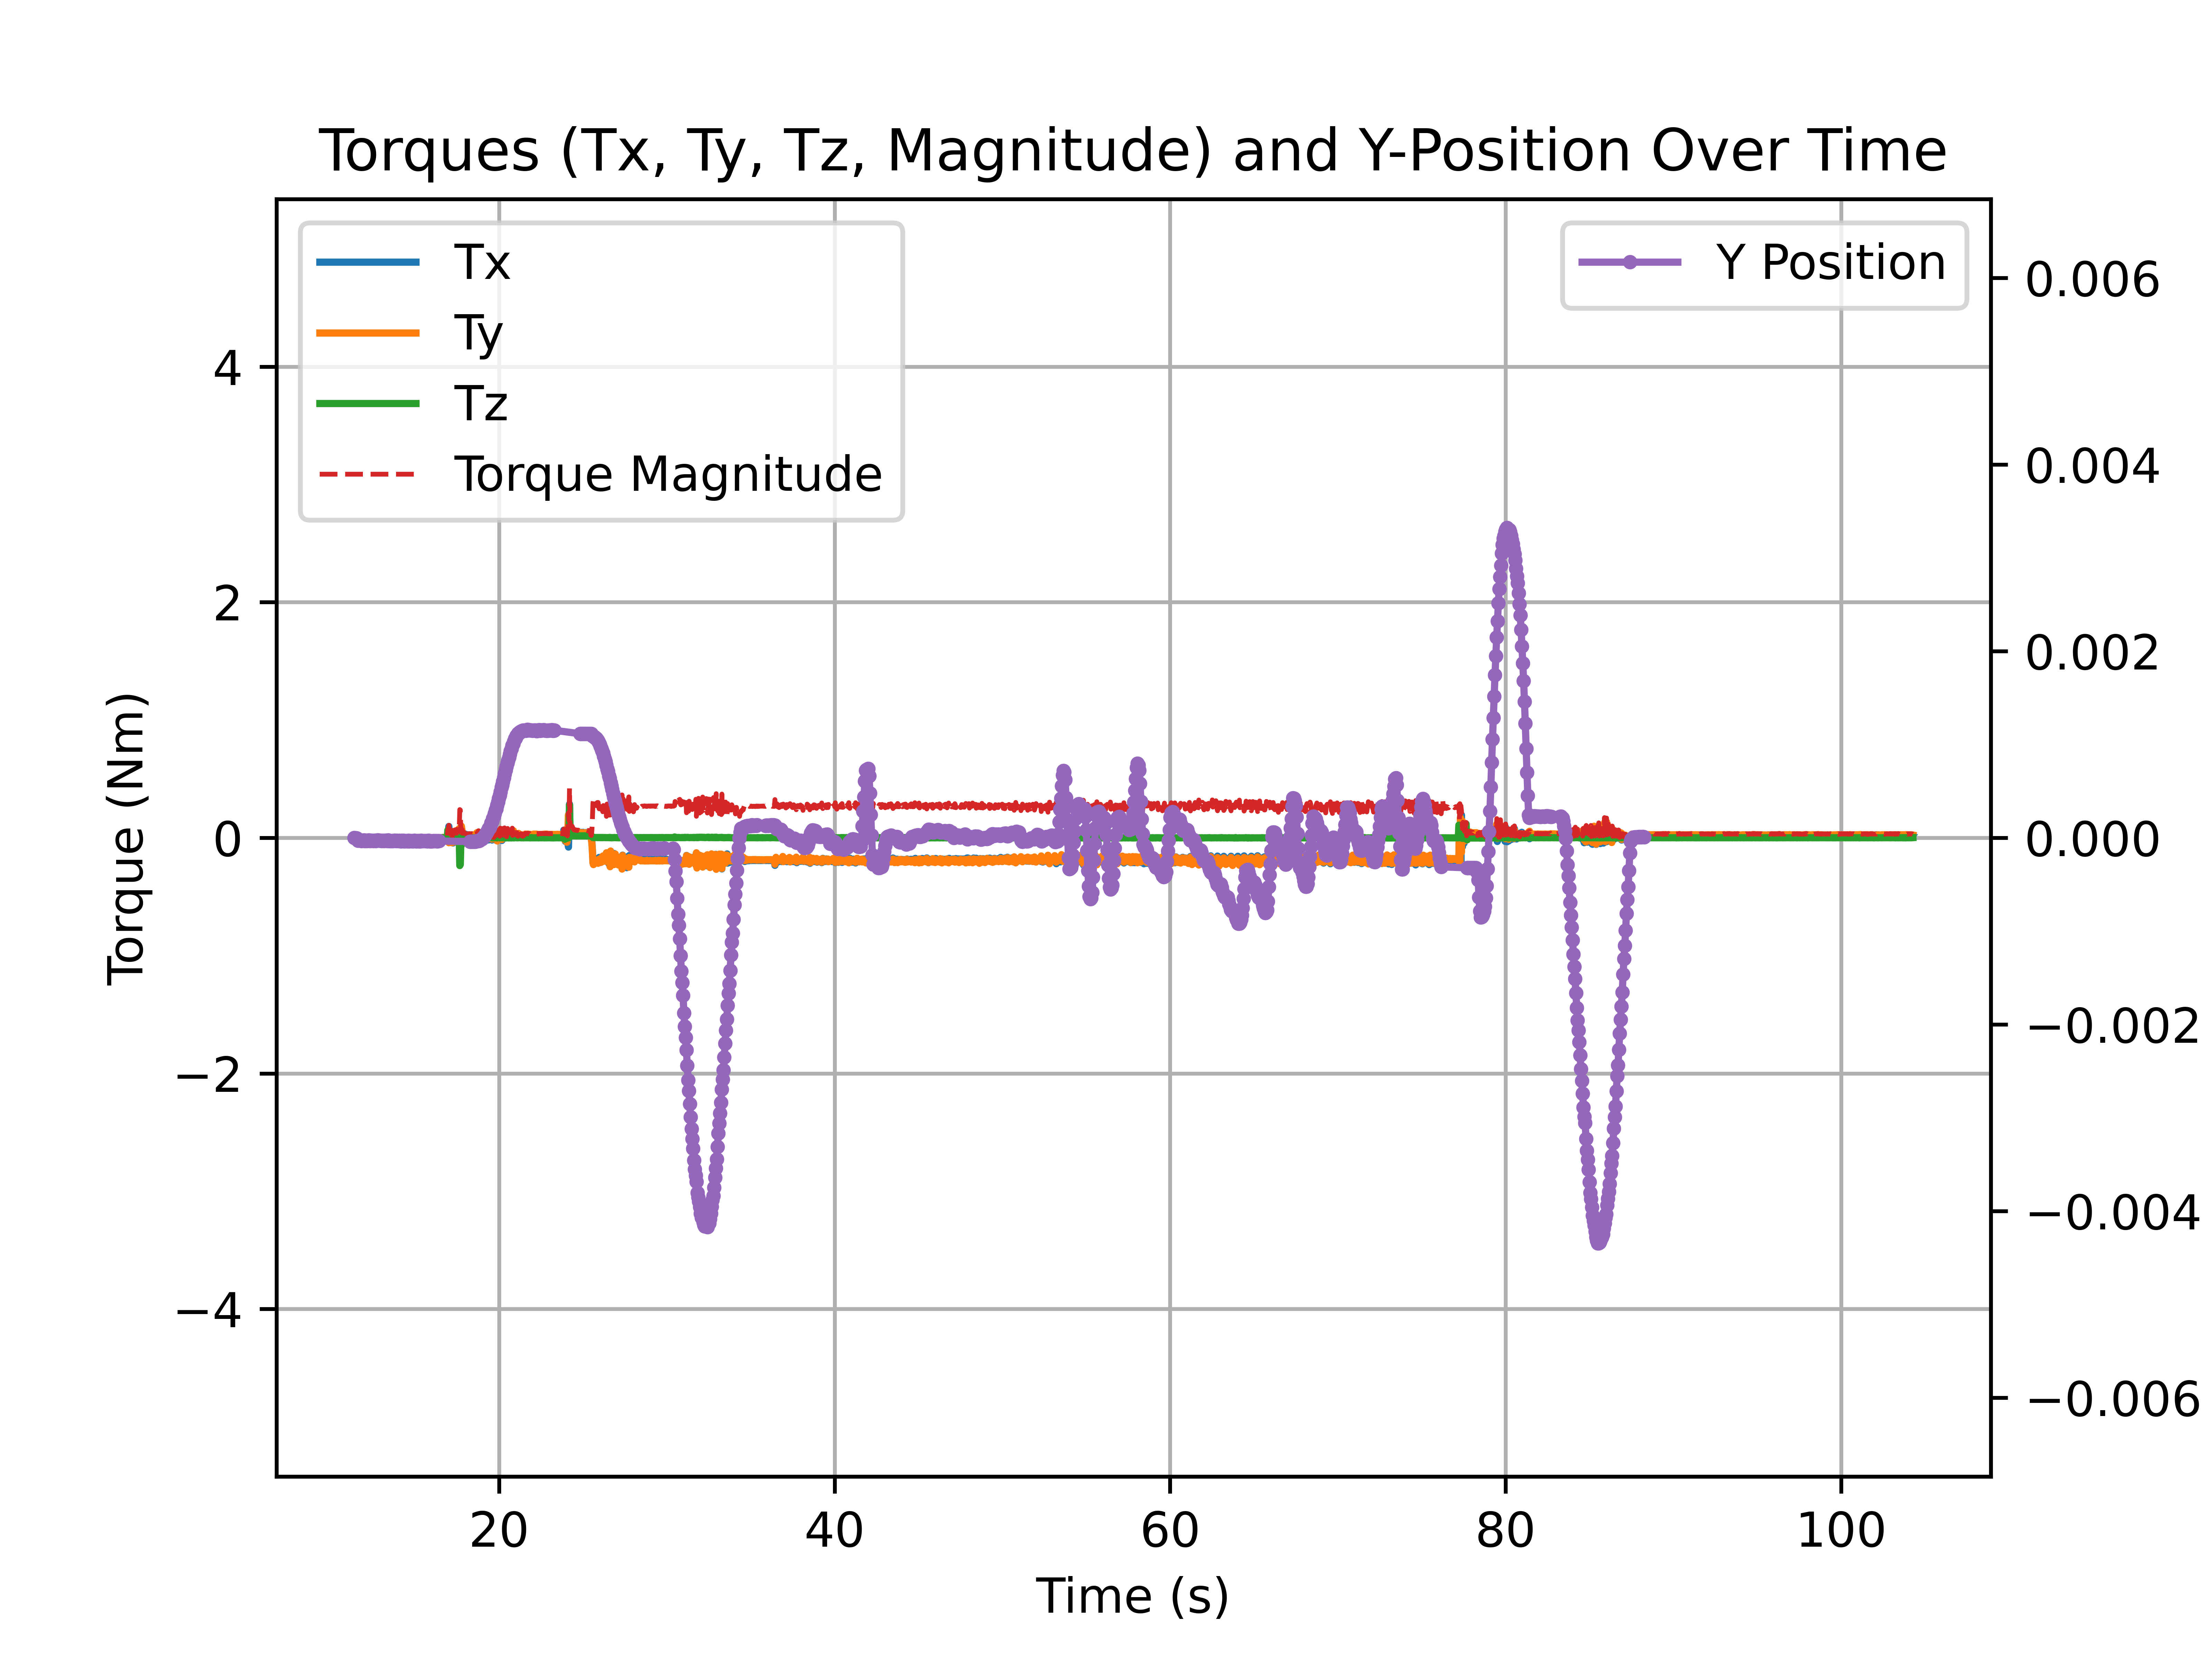 Torques (Tx, Ty, Tz, Magnitude) and Y-Position Over Time
Tx
Ty
Tz
Torque Magnitude
Y Position
4
2
0
−2
−4
Torque (Nm)
0.006
0.004
0.002
0.000
−0.002
−0.004
−0.006
20
40
60
80
100
Time (s)